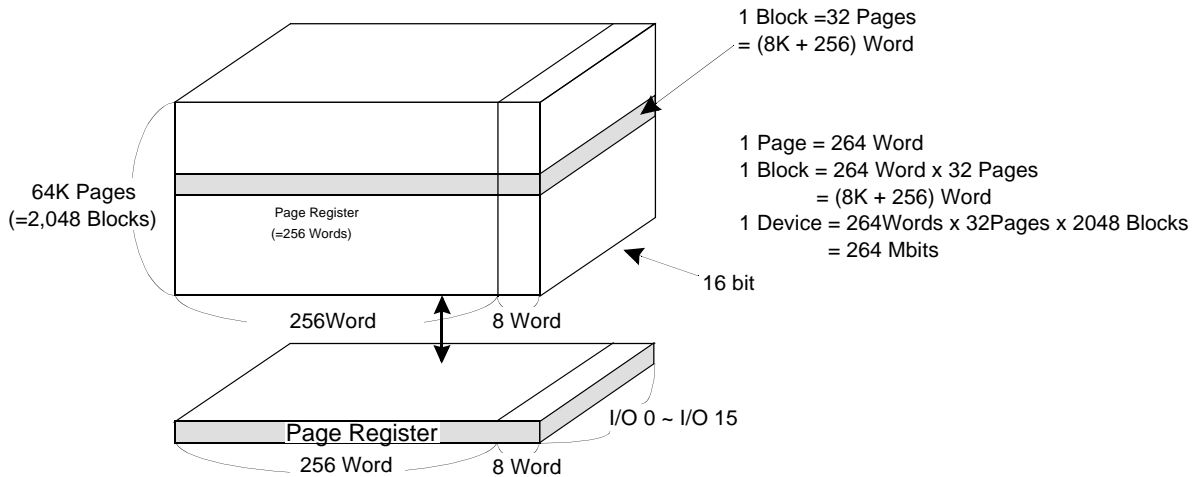 1 Block =32 Pages
= (8K + 256) Word
1 Page = 264 Word
1 Block = 264 Word x 32 Pages
= (8K + 256) Word
1 Device = 264Words x 32Pages x 2048 Blocks
= 264 Mbits
64K Pages
(=2,048 Blocks)
Page Register
(=256 Words)
16 bit
256Word
8 Word
I/O 0 ~ I/O 15
Page Register
256 Word
8 Word